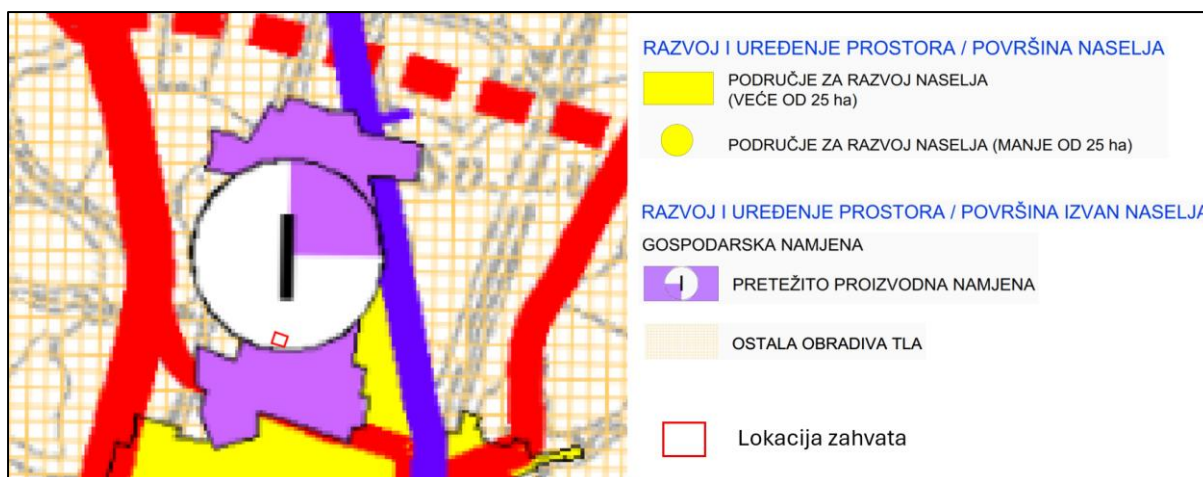 RAZVOJ I UREĐENJE PROSTORA / POVRŠINA NASELJA
PODRUČJE ZA RAZVOJ NASELJA
(VEĆE OD 25 ha)
PODRUČJE ZA RAZVOJ NASELJA (MANJE OD 25 ha)
RAZVOJ I UREĐENJE PROSTORA / POVRŠINA IZVAN NASELJA
GOSPODARSKA NAMJENA
PRETEŽITO PROIZVODNA NAMJENA
OSTALA OBRADIVA TLA
Lokacija zahvata
I